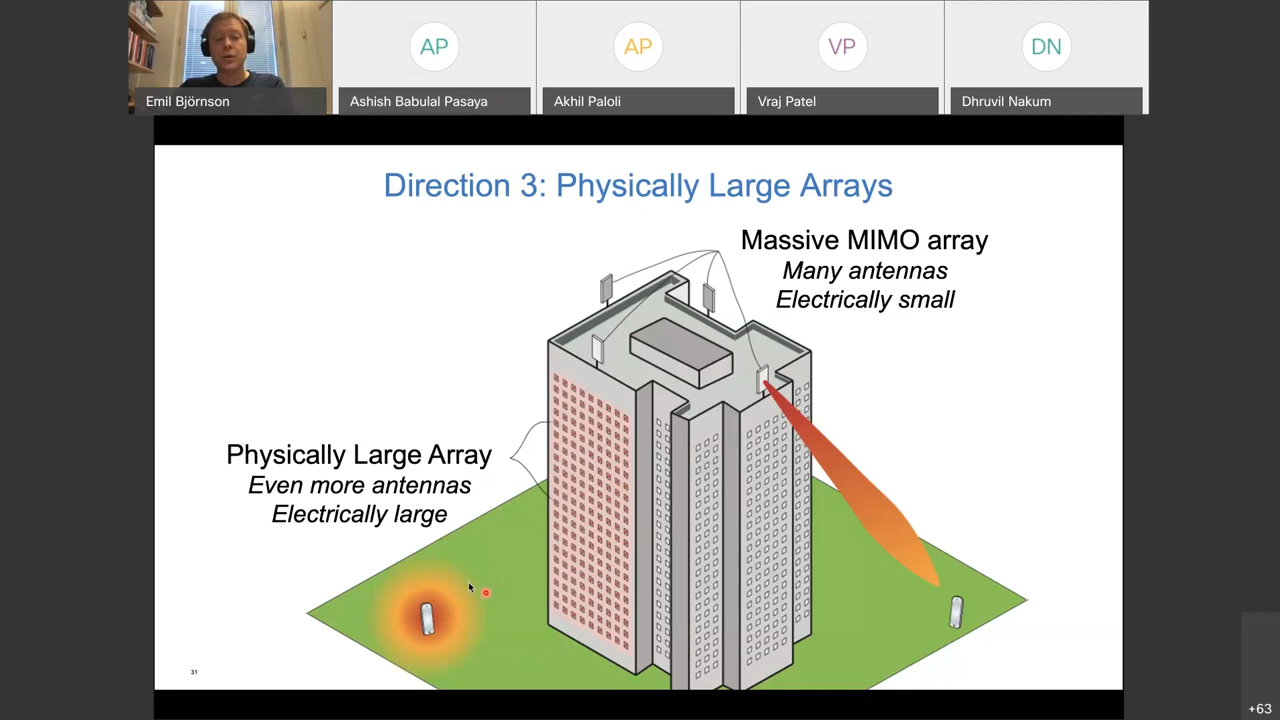 AP
AP
VP
DN
Emil Björnson
Ashish Babulal Pasaya
Akhil Paloli
Vraj Patel
Dhruvil Nakum
Direction 3: Physically Large Arrays
Massive MIMO array
Many antennas
Electrically small
Physically Large Array
Even more antennas
Electrically large
31
+63